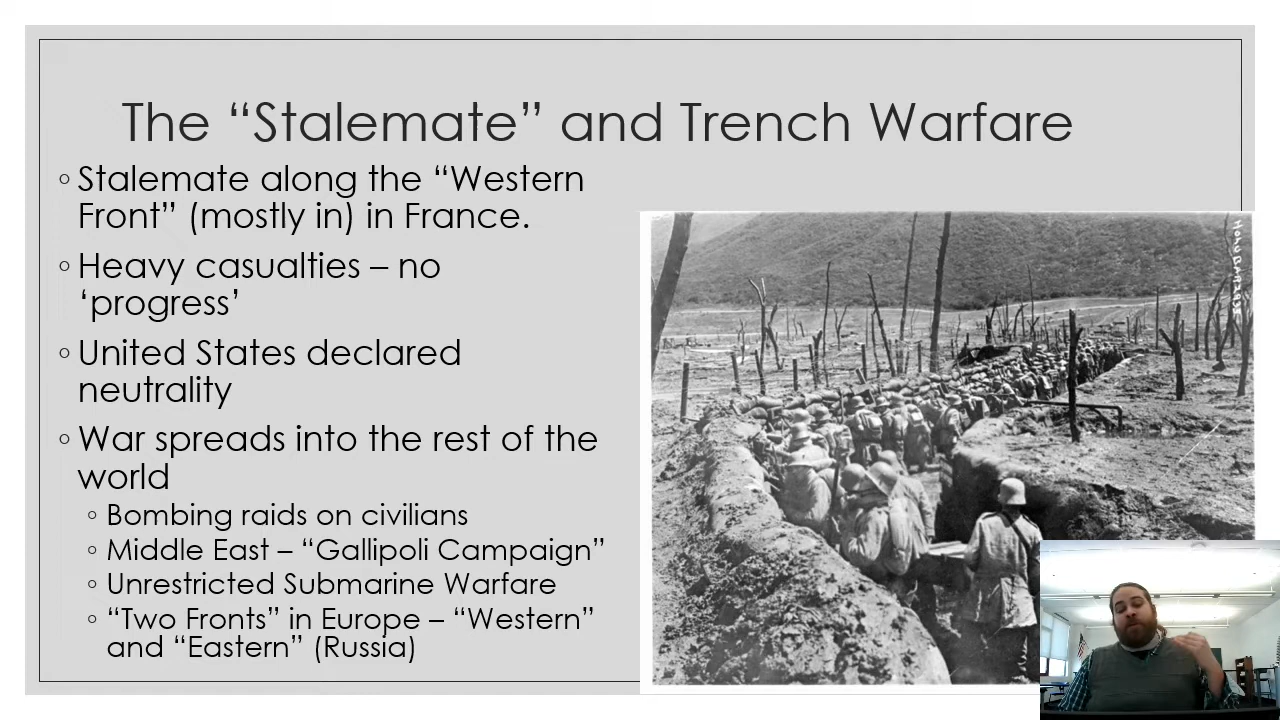 The “Stalemate” and Trench Warfare
◦ Stalemate along the “Western
Front” (mostly in) in France.
◦ Heavy casualties – no
‘progress’
◦ United States declared
neutrality
◦ War spreads into the rest of the
world
◦ Bombing raids on civilians
◦ Middle East – “Gallipoli Campaign”
◦ Unrestricted Submarine Warfare
◦ “Two Fronts” in Europe – “Western”
and “Eastern” (Russia)